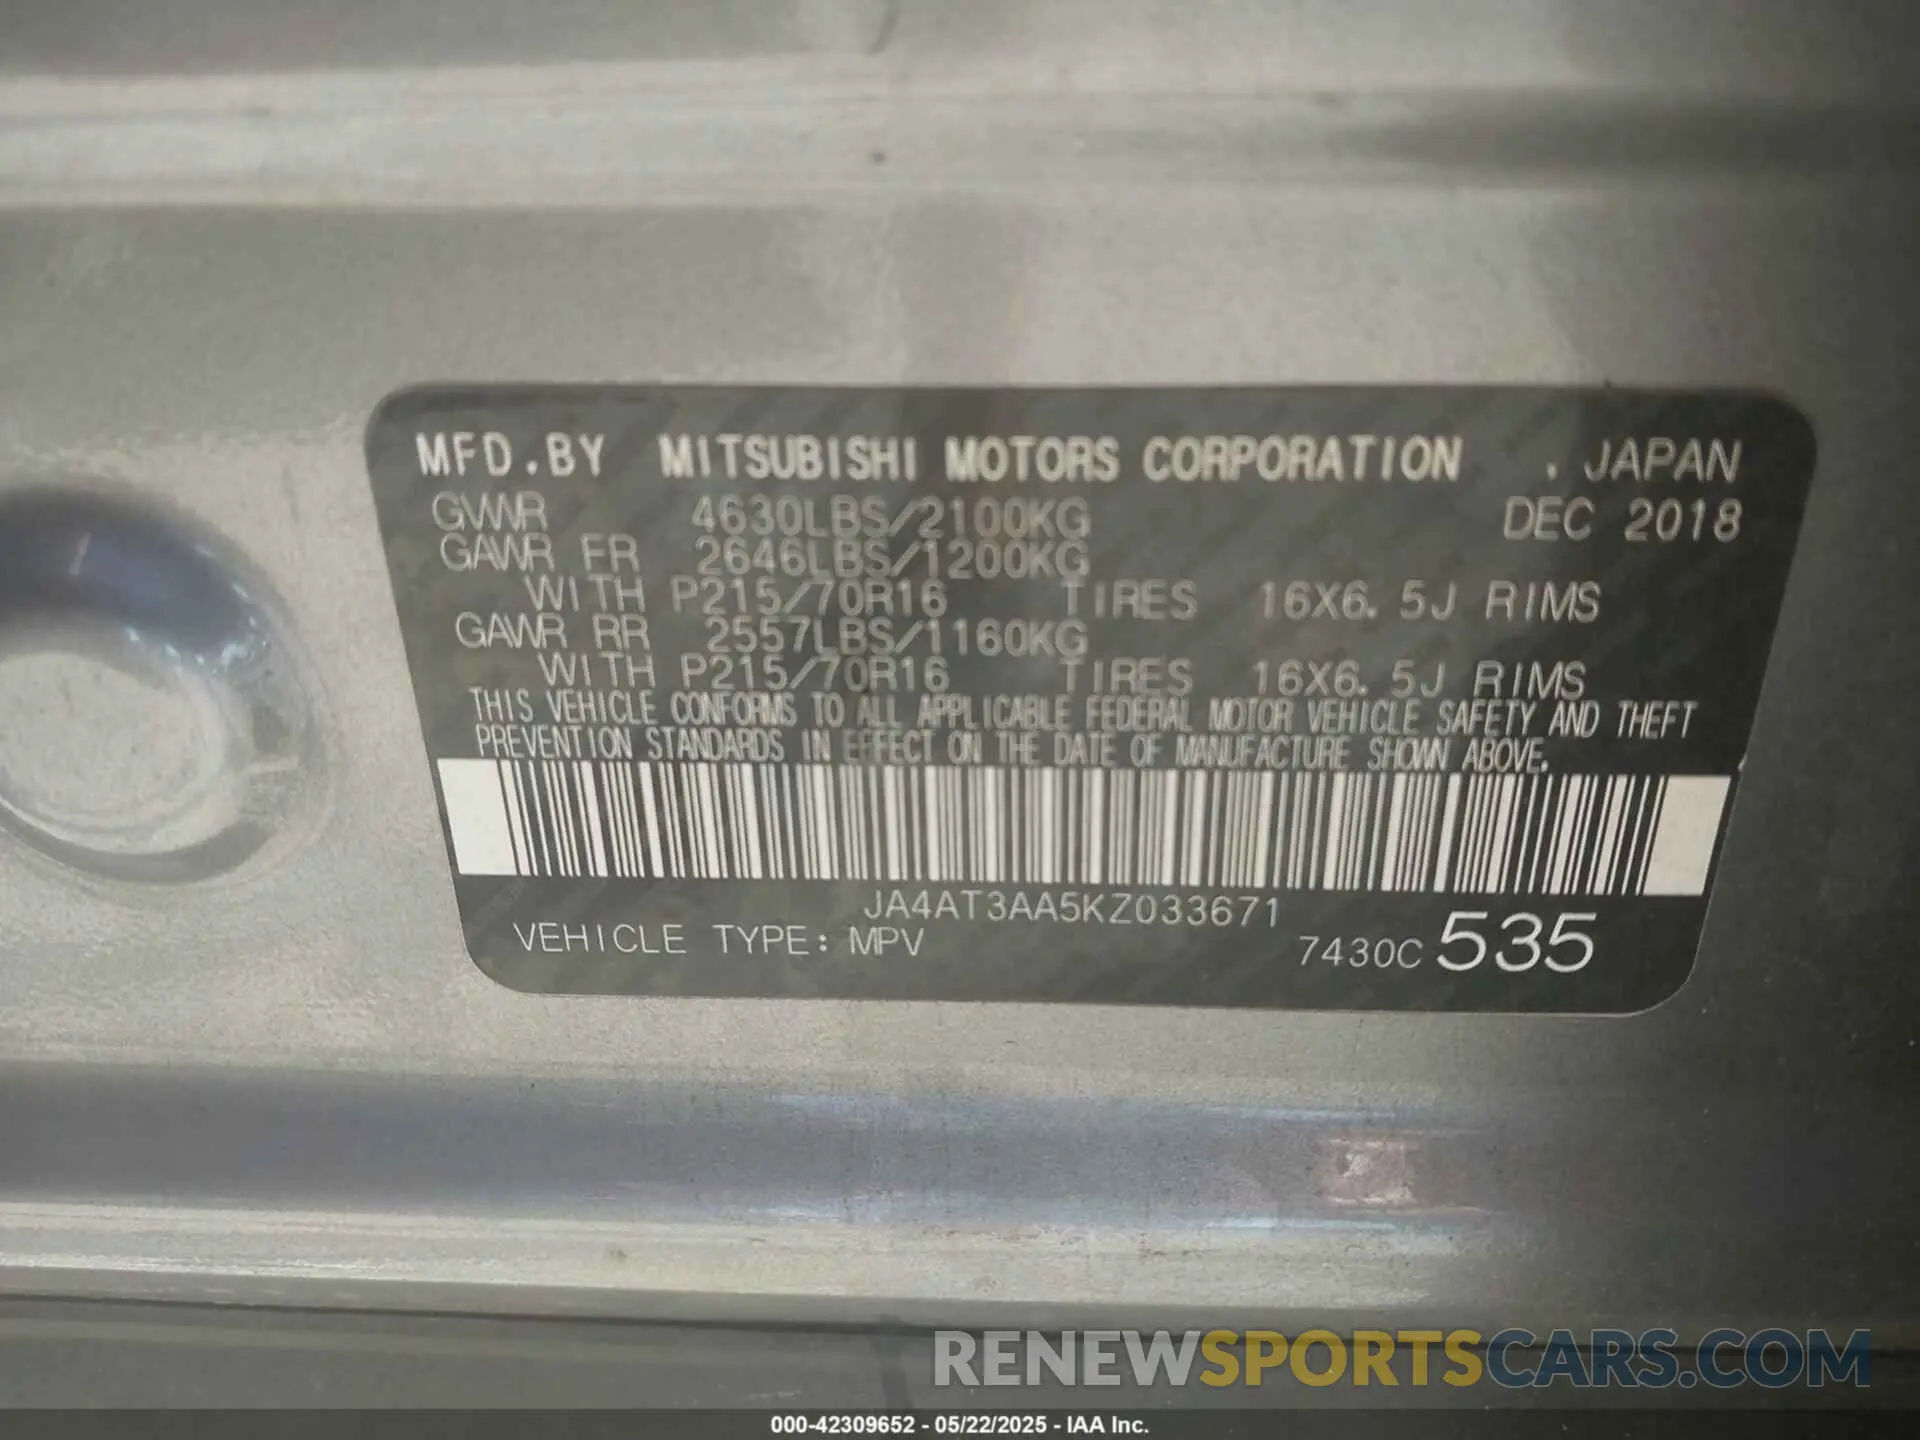 MFD.BY MITSUBISHI MOTORS CORPORATION . JAPAN
GVWR 4630LBS/2100KG DEC 2018
GAWR FR 2646LBS/1200KG
WITH P215/70R16 TIRES 16X6.5J RIMS
GAWR RR 2557LBS/1160KG
WITH P215/70R16 TIRES 16X6.5J RIMS
THIS VEHICLE CONFORMS TO ALL APPLICABLE FEDERAL MOTOR VEHICLE SAFETY AND THEFT
PREVENTION STANDARDS IN EFFECT ON THE DATE OF MANUFACTURE SHOWN ABOVE.
JA4AT3AA5KZ033671
VEHICLE TYPE: MPV 7430C 535
RENEWSPORTSCARS.COM
000-42309652 - 05/22/2025 - IAA Inc.